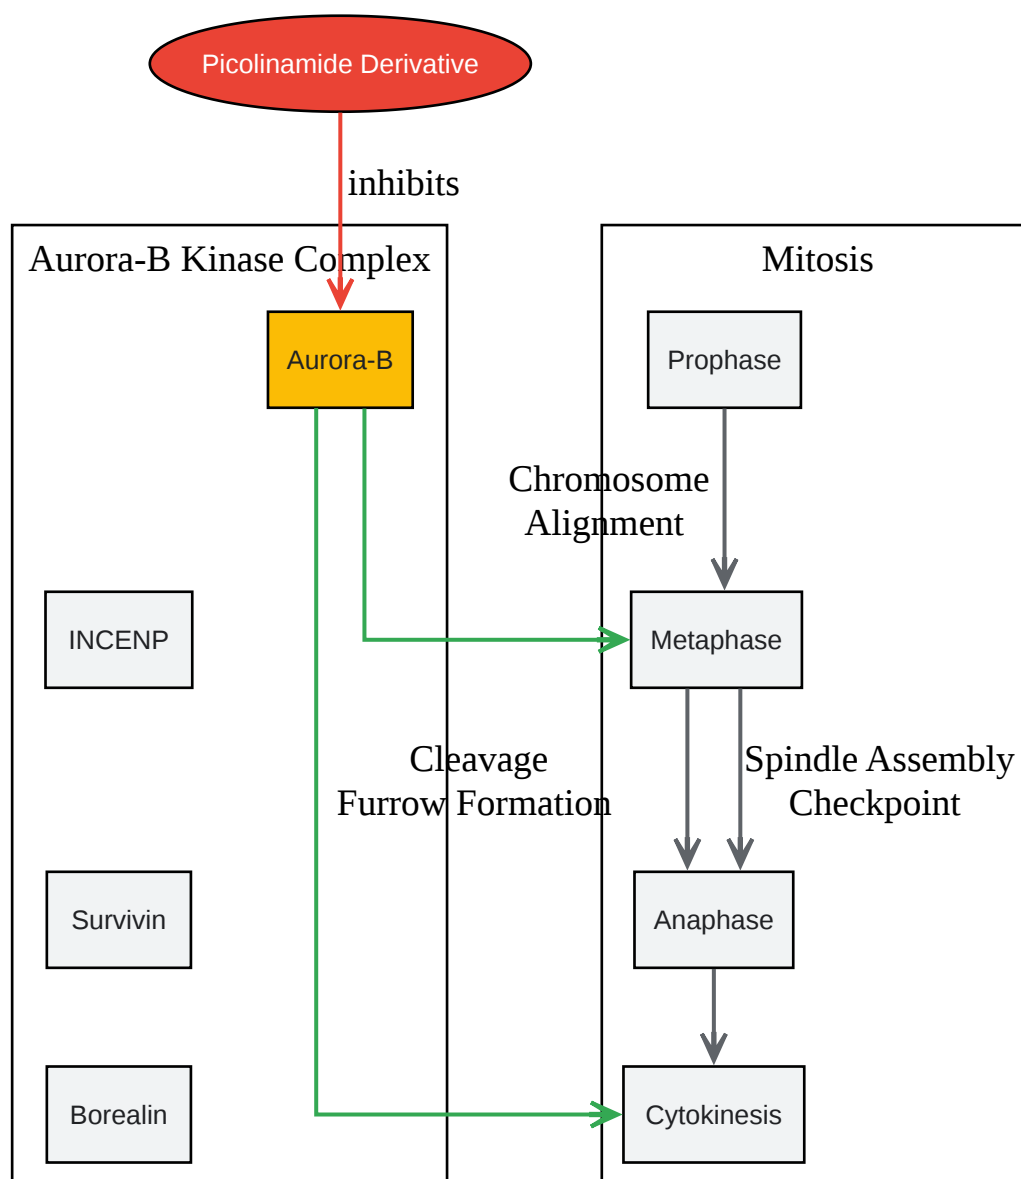 Picolinamide Derivative
inhibits
Aurora-B Kinase Complex
Mitosis
Aurora-B
Prophase
Chromosome
Alignment
INCENP
Metaphase
Cleavage
Furrow Formation
Spindle Assembly
Checkpoint
Survivin
Anaphase
Borealin
Cytokinesis